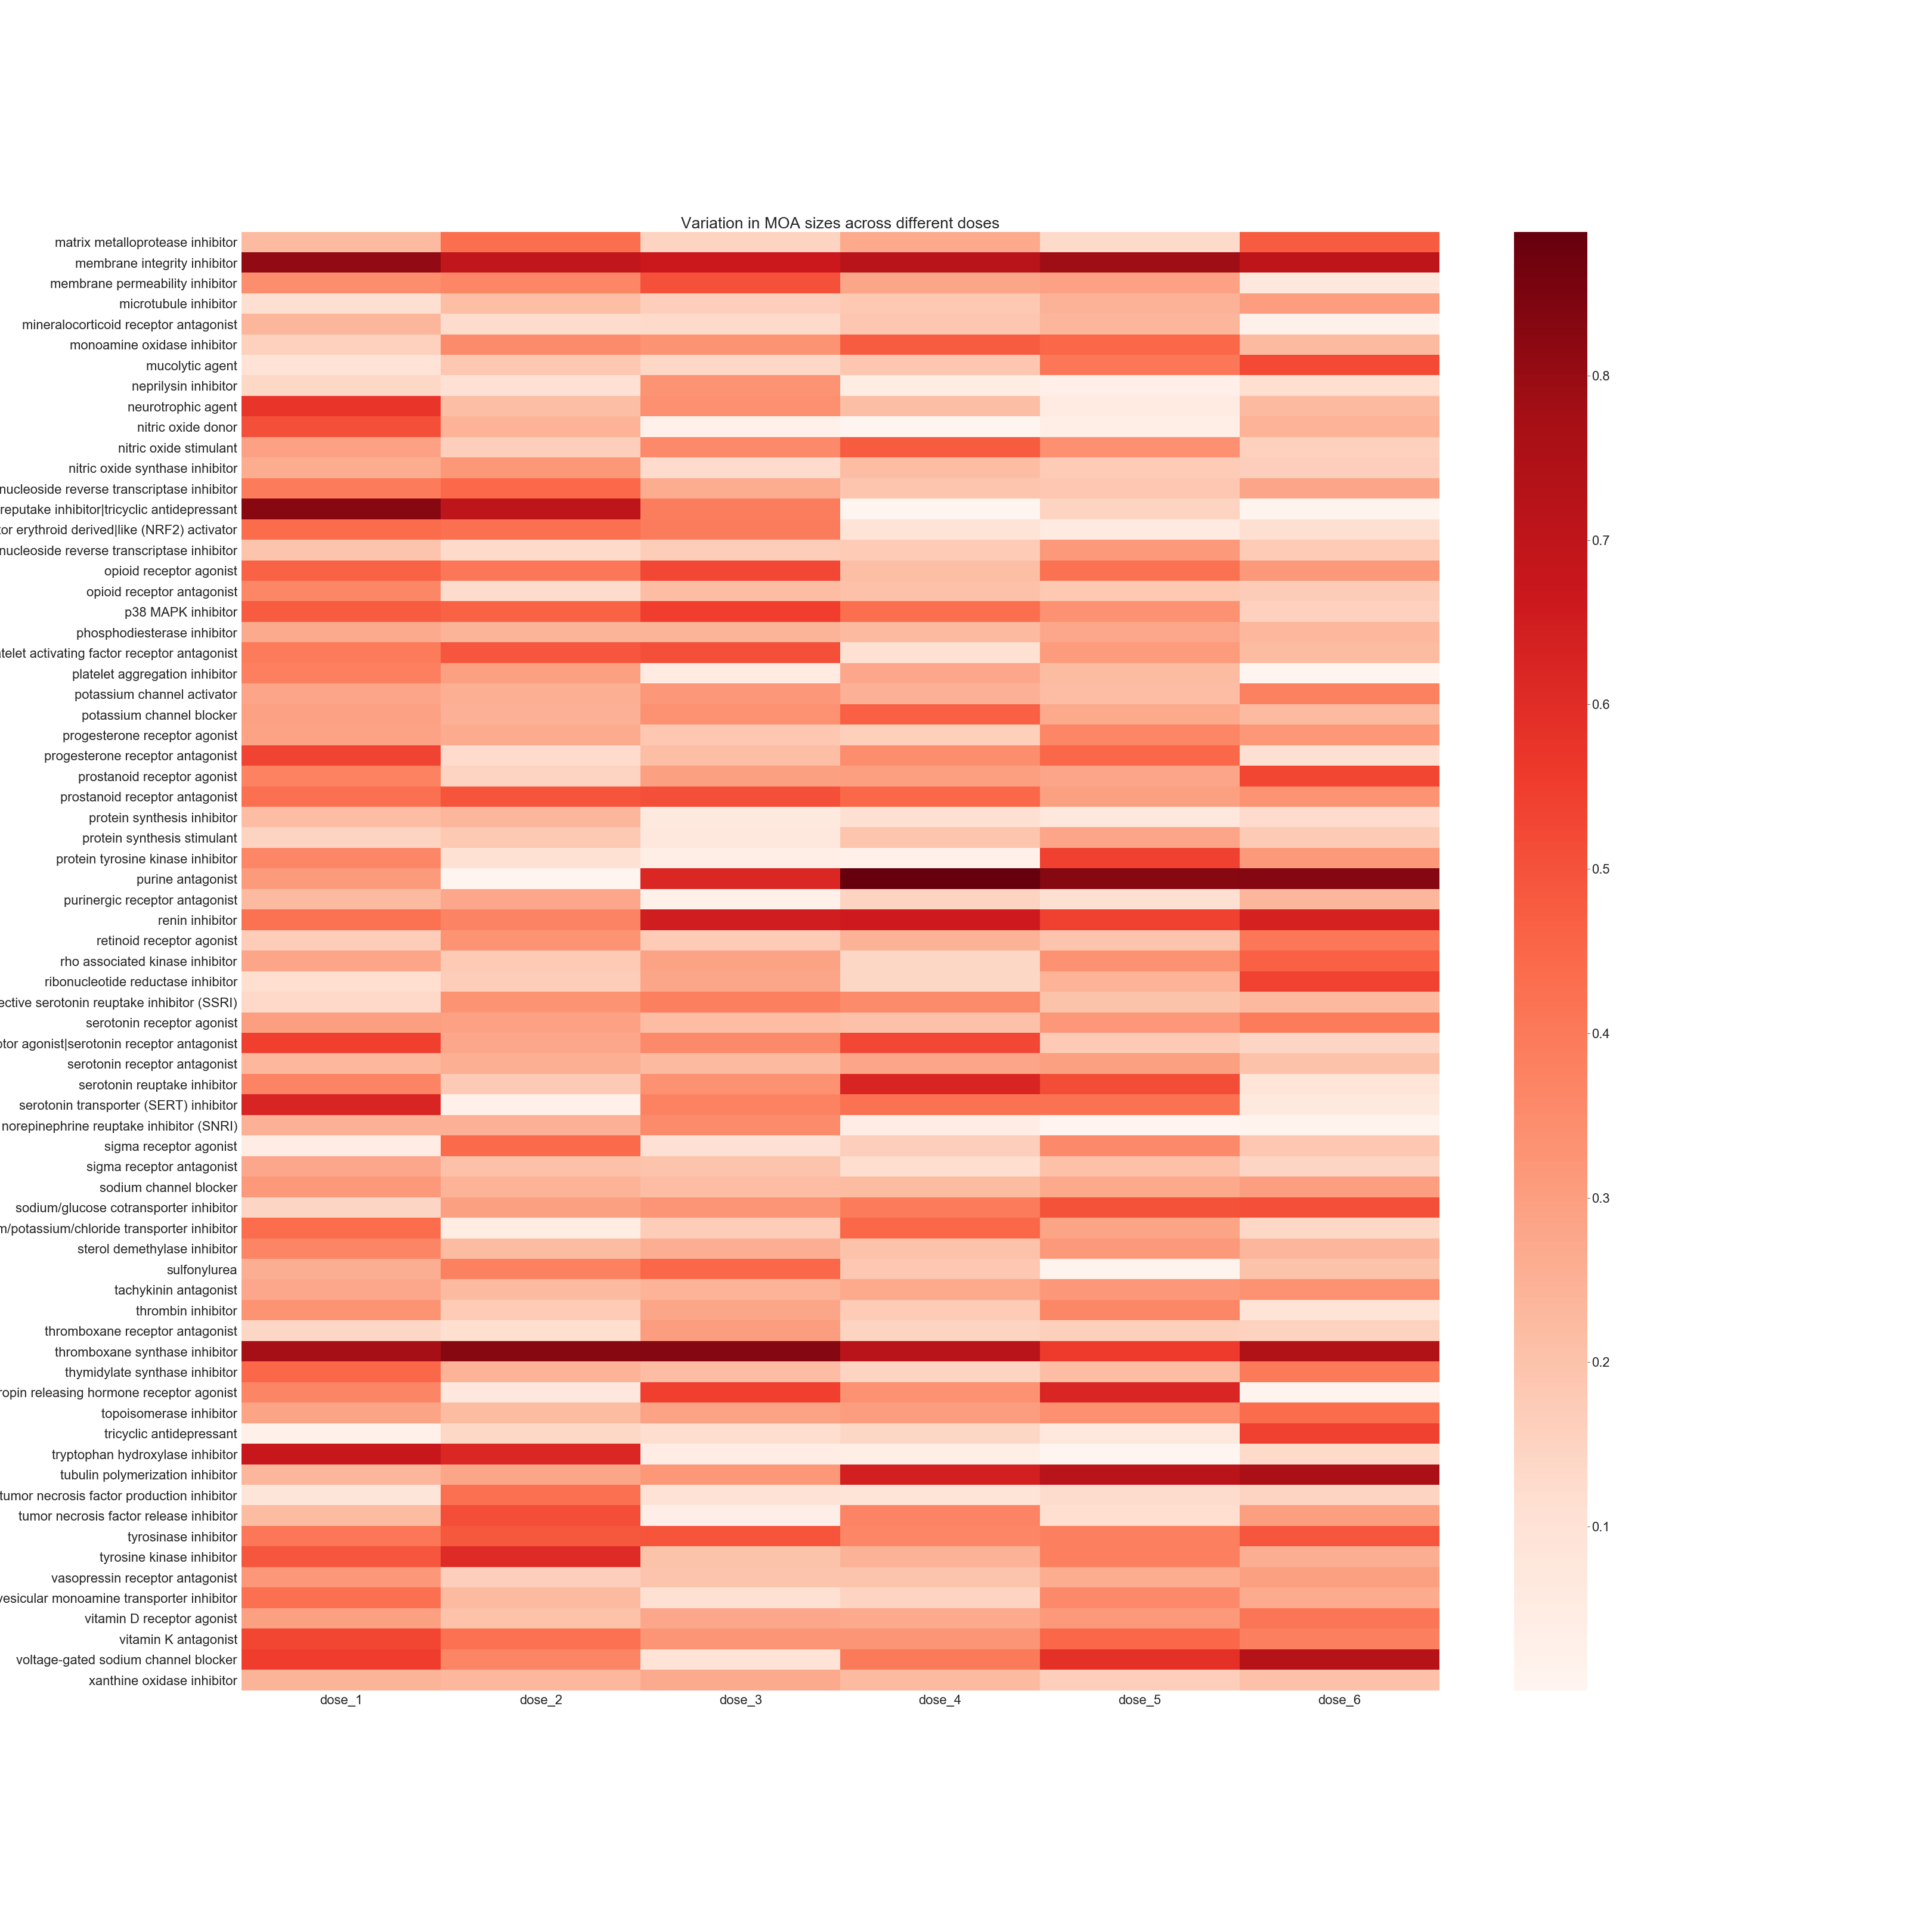 Variation in MOA sizes across different doses
matrix metalloprotease inhibitor
membrane integrity inhibitor
membrane permeability inhibitor
microtubule inhibitor
mineralocorticoid receptor antagonist
monoamine oxidase inhibitor
mucolytic agent
neprilysin inhibitor
neurotrophic agent
nitric oxide donor
nitric oxide stimulant
nitric oxide synthase inhibitor
nucleoside reverse transcriptase inhibitor
reputake inhibitor|tricyclic antidepressant
tor erythroid derived|like (NRF2) activator
nucleoside reverse transcriptase inhibitor
opioid receptor agonist
opioid receptor antagonist
p38 MAPK inhibitor
phosphodiesterase inhibitor
telet activating factor receptor antagonist
platelet aggregation inhibitor
potassium channel activator
potassium channel blocker
progesterone receptor agonist
progesterone receptor antagonist
prostanoid receptor agonist
prostanoid receptor antagonist
protein synthesis inhibitor
protein synthesis stimulant
protein tyrosine kinase inhibitor
purine antagonist
purinergic receptor antagonist
renin inhibitor
retinoid receptor agonist
rho associated kinase inhibitor
ribonucleotide reductase inhibitor
ective serotonin reuptake inhibitor (SSRI)
serotonin receptor agonist
ptor agonist|serotonin receptor antagonist
serotonin receptor antagonist
serotonin reuptake inhibitor
serotonin transporter (SERT) inhibitor
norepinephrine reuptake inhibitor (SNRI)
sigma receptor agonist
sigma receptor antagonist
sodium channel blocker
sodium/glucose cotransporter inhibitor
m/potassium/chloride transporter inhibitor
sterol demethylase inhibitor
sulfonylurea
tachykinin antagonist
thrombin inhibitor
thromboxane receptor antagonist
thromboxane synthase inhibitor
thymidylate synthase inhibitor
ropin releasing hormone receptor agonist
topoisomerase inhibitor
tricyclic antidepressant
tryptophan hydroxylase inhibitor
tubulin polymerization inhibitor
tumor necrosis factor production inhibitor
tumor necrosis factor release inhibitor
tyrosinase inhibitor
tyrosine kinase inhibitor
vasopressin receptor antagonist
vesicular monoamine transporter inhibitor
vitamin D receptor agonist
vitamin K antagonist
voltage-gated sodium channel blocker
xanthine oxidase inhibitor
dose_1 dose_2 dose_3 dose_4 dose_5 dose_6
0.8
0.7
0.6
0.5
0.4
0.3
0.2
0.1